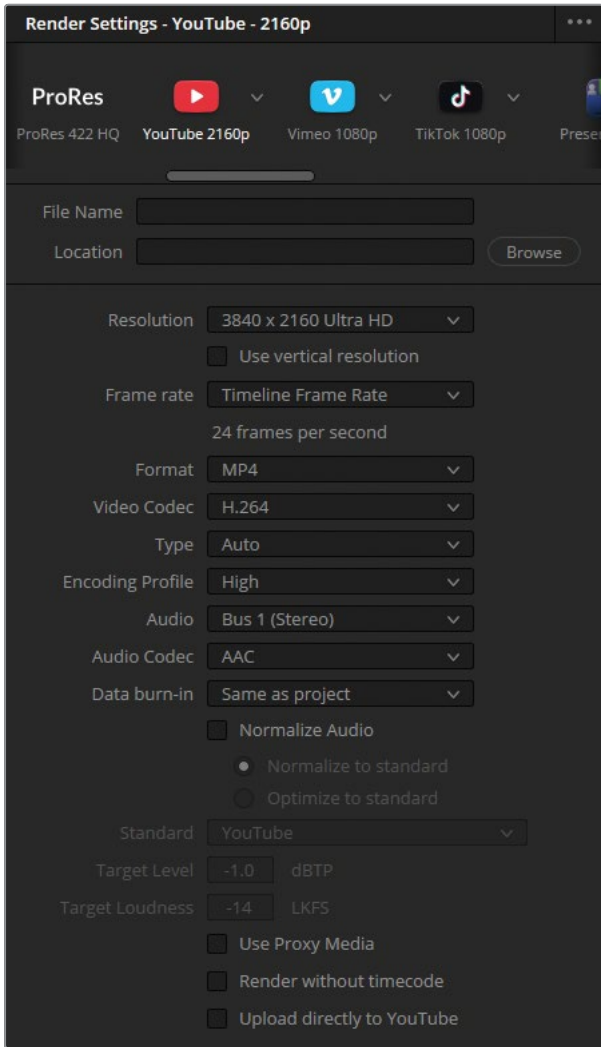 Render Settings - YouTube - 2160p
ProRes
ProRes 422 HQ YouTube 2160p Vimeo 1080p TikTok 1080p
File Name
Location Browse
Resolution 3840 x 2160 Ultra HD
Use vertical resolution
Frame rate Timeline Frame Rate
24 frames per second
Format MP4
Video Codec H.264
Type Auto
Encoding Profile High
Audio Bus 1 (Stereo)
Audio Codec AAC
Data burn-in Same as project
Normalize Audio
Normalize to standard
Optimize to standard
Standard YouTube
Target Level -1.0 dBTP
Target Loudness -14 LKFS
Use Proxy Media
Render without timecode
Upload directly to YouTube